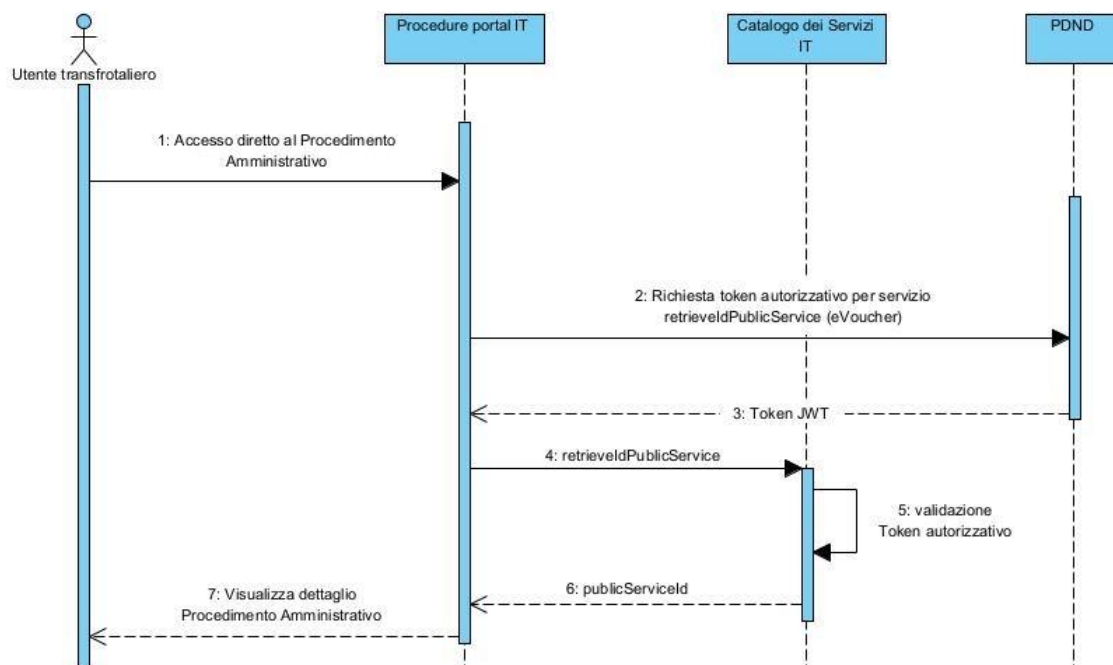 Procedure portal IT
Catalogo dei Servizi
IT
PDND
Utente transfrotaliero
1: Accesso diretto al Procedimento
Amministrativo
2: Richiesta token autorizzativo per servizio
retrieveIdPublicService (eVoucher)
3: Token JWT
4: retrieveIdPublicService
5: validazione
Token autorizzativo
6: publicServiceId
7: Visualizza dettaglio
Procedimento Amministrativo